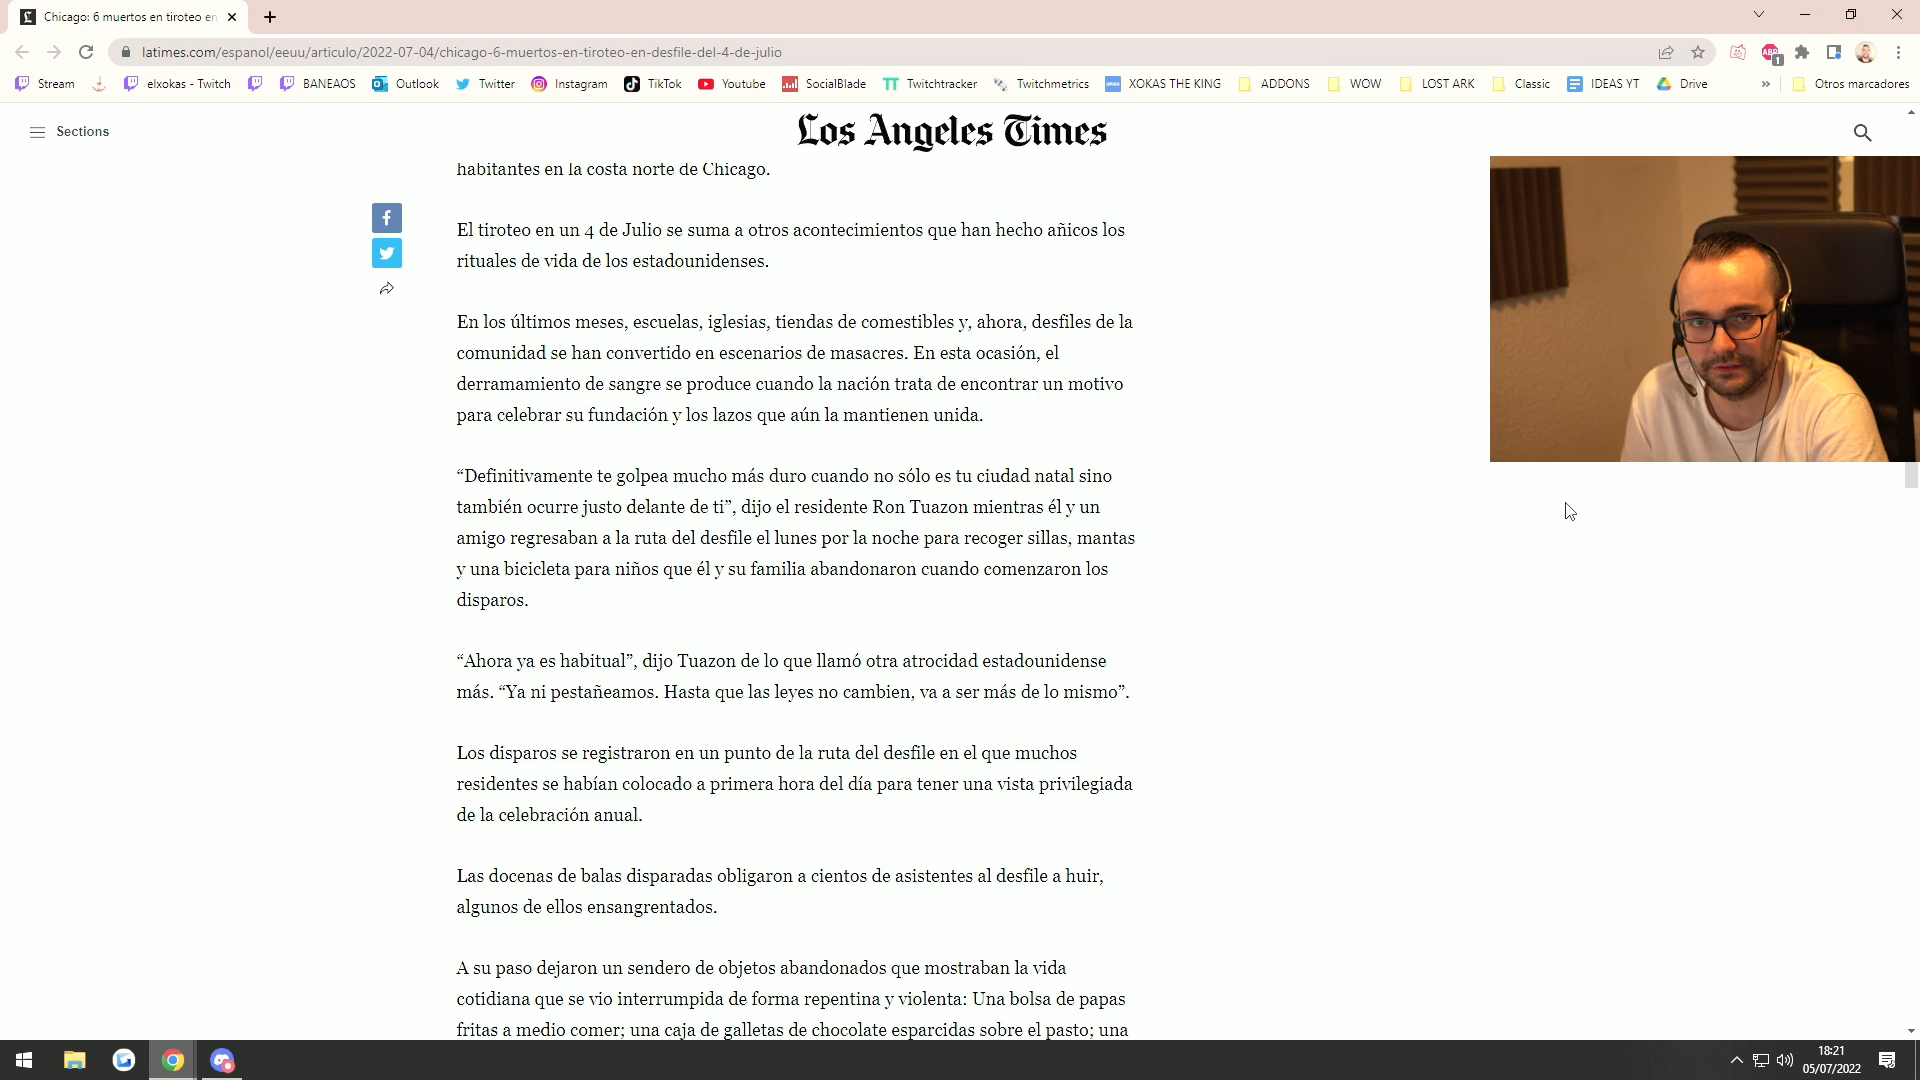 Chicago: 6 muertos en tiroteo en
latimes.com/espanol/eeuu/articulo/2022-07-04/chicago-6-muertos-en-tiroteo-en-desfile-del-4-de-julio
ABP
1
Stream
elxokas - Twitch
BANEAOS
Outlook
Twitter
Instagram
TikTok
Youtube
SocialBlade
Twitchtracker
Twitchmetrics
XOKAS THE KING
ADDONS
WOW
LOST ARK
Classic
IDEAS YT
Drive
»
Otros marcadores
Sections
Los Angeles Times
habitantes en la costa norte de Chicago.
El tiroteo en un 4 de Julio se suma a otros acontecimientos que han hecho añicos los
rituales de vida de los estadounidenses.
En los últimos meses, escuelas, iglesias, tiendas de comestibles y, ahora, desfiles de la
comunidad se han convertido en escenarios de masacres. En esta ocasión, el
derramamiento de sangre se produce cuando la nación trata de encontrar un motivo
para celebrar su fundación y los lazos que aún la mantienen unida.
“Definitivamente te golpea mucho más duro cuando no sólo es tu ciudad natal sino
también ocurre justo delante de ti”, dijo el residente Ron Tuazon mientras él y un
amigo regresaban a la ruta del desfile el lunes por la noche para recoger sillas, mantas
y una bicicleta para niños que él y su familia abandonaron cuando comenzaron los
disparos.
“Ahora ya es habitual”, dijo Tuazon de lo que llamó otra atrocidad estadounidense
más. “Ya ni pestañeamos. Hasta que las leyes no cambien, va a ser más de lo mismo”.
Los disparos se registraron en un punto de la ruta del desfile en el que muchos
residentes se habían colocado a primera hora del día para tener una vista privilegiada
de la celebración anual.
Las docenas de balas disparadas obligaron a cientos de asistentes al desfile a huir,
algunos de ellos ensangrentados.
A su paso dejaron un sendero de objetos abandonados que mostraban la vida
cotidiana que se vio interrumpida de forma repentina y violenta: Una bolsa de papas
fritas a medio comer; una caja de galletas de chocolate esparcidas sobre el pasto; una
18:21
05/07/2022